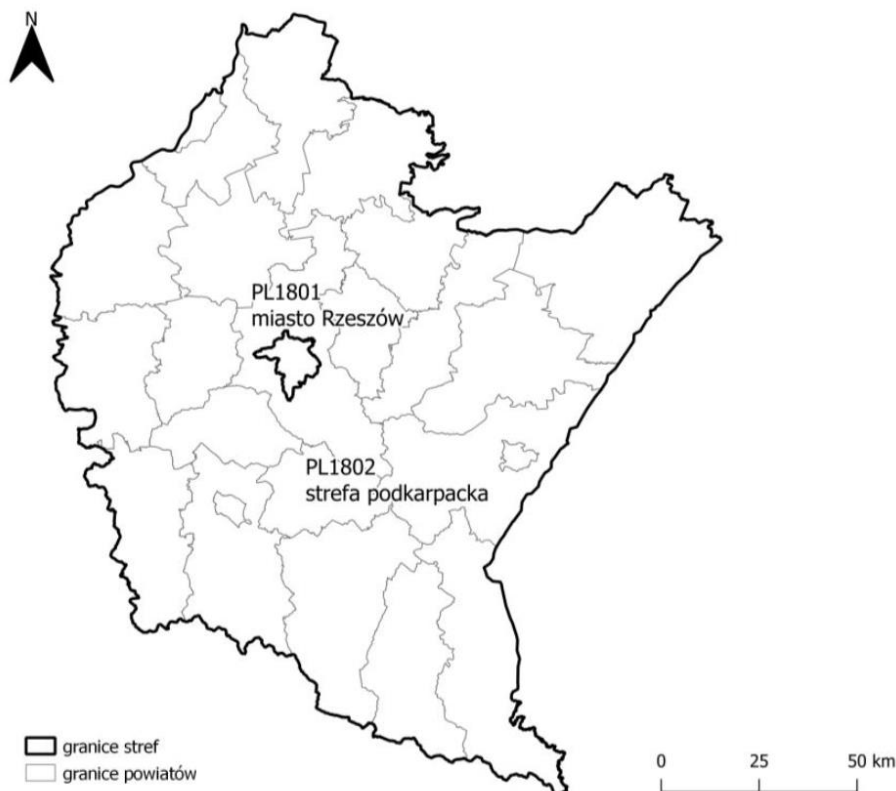 N
PL1801
miasto Rzeszów
PL1802
strefa podkarpacka
granice stref
granice powiatów
0 25 50 km